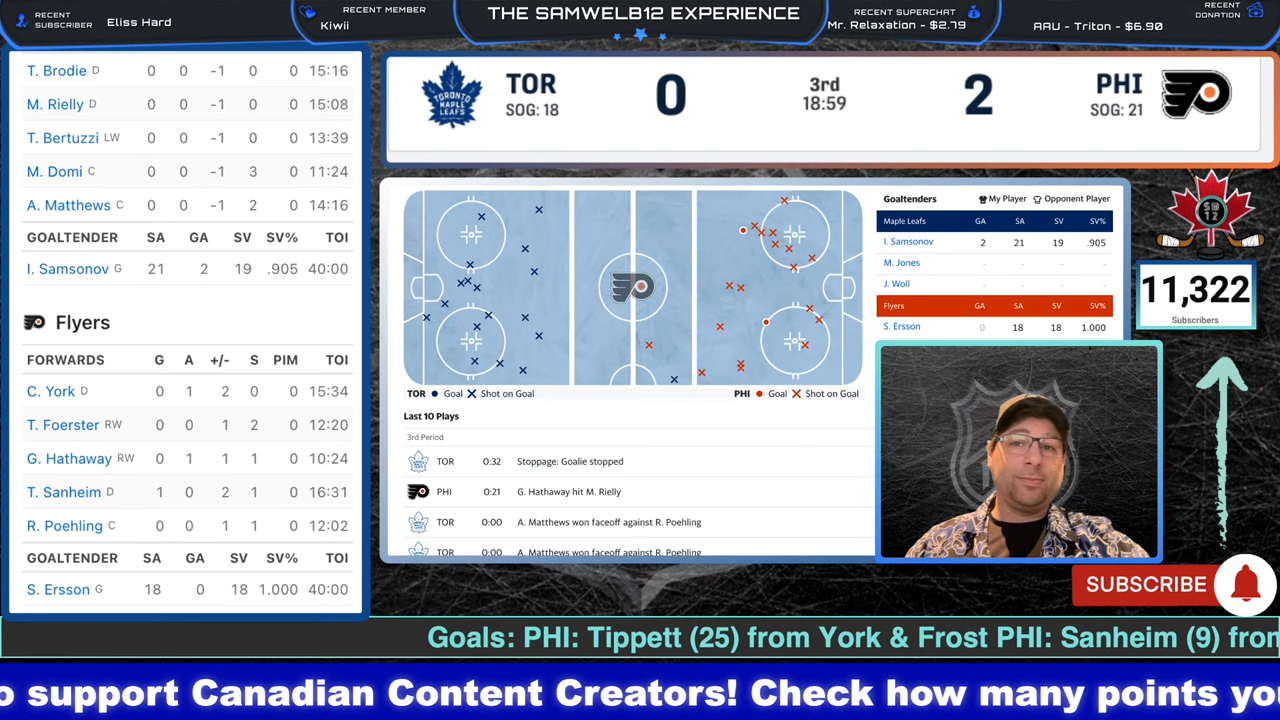 RECENT SUBSCRIBER
Eliss Hard
RECENT MEMBER
Kiwii
THE SAMWELB12 EXPERIENCE
RECENT SUPERCHAT
Mr. Relaxation - $2.79
RECENT DONATION
AAU - Triton - $6.90
T. Brodie D 0 0 -1 0 0 15:16
M. Rielly D 0 0 -1 0 0 15:08
T. Bertuzzi LW 0 0 -1 0 0 13:39
M. Domi C 0 0 -1 3 0 11:24
A. Matthews C 0 0 -1 2 0 14:16
GOALTENDER SA GA SV SV% TOI
I. Samsonov G 21 2 19 .905 40:00
Flyers
FORWARDS G A +/- S PIM TOI
C. York D 0 1 2 0 0 15:34
T. Foerster RW 0 0 1 2 0 12:20
G. Hathaway RW 0 1 1 1 0 10:24
T. Sanheim D 1 0 2 1 0 16:31
R. Poehling C 0 0 1 1 0 12:02
GOALTENDER SA GA SV SV% TOI
S. Ersson G 18 0 18 1.000 40:00
TORONTO MAPLE LEAFS
TOR
SOG: 18
0
3rd
18:59
2
PHI
SOG: 21
TOR Goal Shot on Goal
PHI Goal Shot on Goal
Last 10 Plays
3rd Period
TOR 0:32 Stoppage: Goalie stopped
PHI 0:21 G. Hathaway hit M. Rielly
TOR 0:00 A. Matthews won faceoff against R. Poehling
TOR 0:00 A. Matthews won faceoff against R. Poehling
Goaltenders My Player Opponent Player
Maple Leafs GA SA SV SV%
I. Samsonov 2 21 19 .905
M. Jones - - - -
J. Woll - - - -
Flyers GA SA SV SV%
S. Ersson 0 18 18 1.000
SB
12
11,322
Subscribers
SUBSCRIBE
Goals: PHI: Tippett (25) from York & Frost PHI: Sanheim (9) from
o support Canadian Content Creators! Check how many points yo